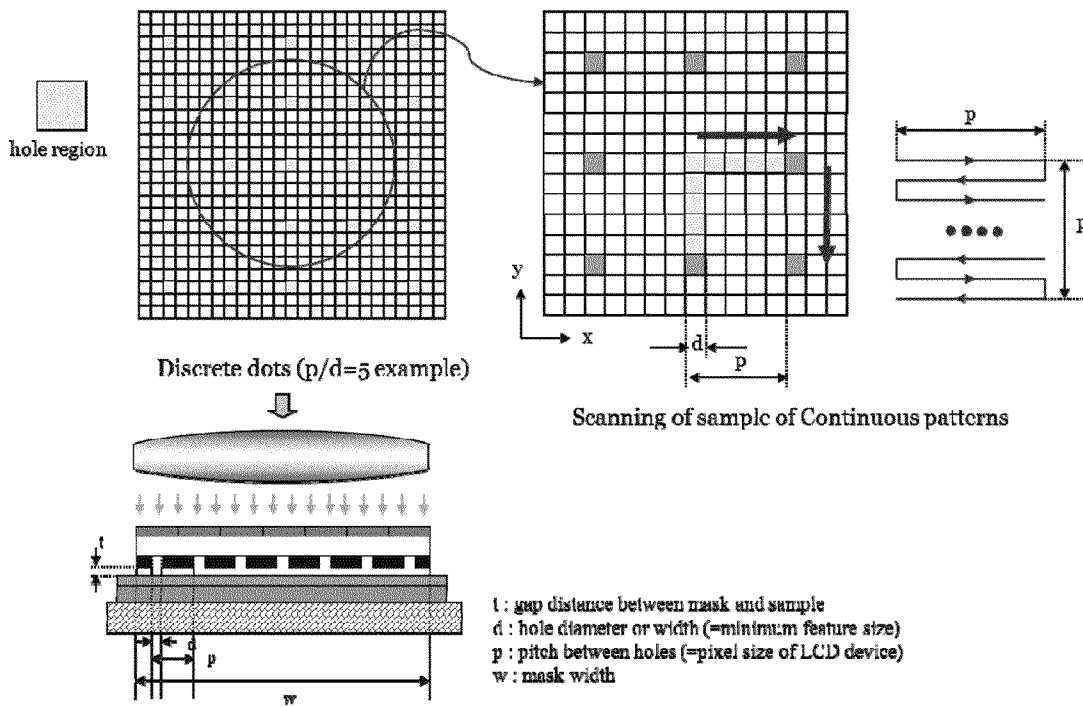 hole region
p
p
y
x
d
p
Discrete dots (p/d=5 example)
Scanning of sample of Continuous patterns
t
d
p
w
t : gap distance between mask and sample
d : hole diameter or width (=minimum feature size)
p : pitch between holes (=pixel size of LCD device)
w : mask width